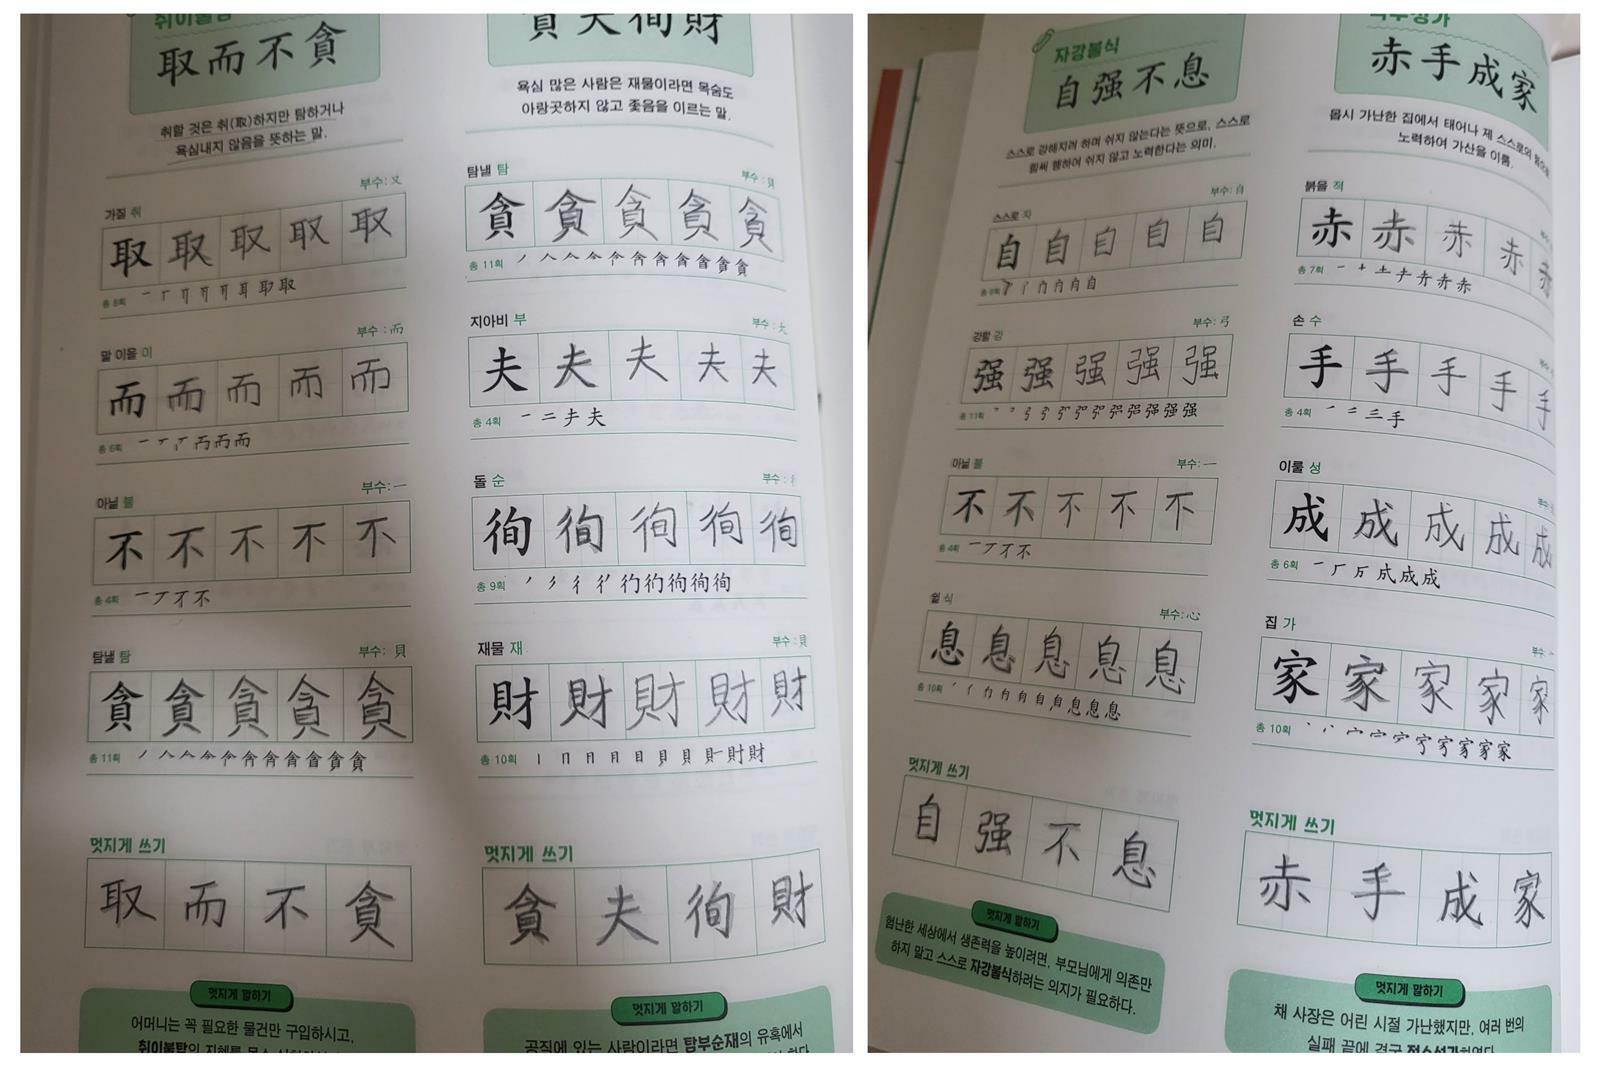 取而不貪
취할 것은 취(取)하지만 탐하거나
욕심내지 않음을 뜻하는 말.
가질 취
부수: 又
取 取 取 取 取
총 8획
말 이을 이
부수: 而
而 而 而 而 而
총 6획
아닐 불
부수: 一
不 不 不 不 不
총 4획 一 丆 不 不
탐낼 탐
부수: 貝
貪 貪 貪 貪 貪
총 11획
멋지게 쓰기
取 而 不 貪
멋지게 말하기
어머니는 꼭 필요한 물건만 구입하시고,
貪夫徇財
욕심 많은 사람은 재물이라면 목숨도
아랑곳하지 않고 좇음을 이르는 말.
탐낼 탐
부수: 貝
貪 貪 貪 貪 貪
총 11획
지아비 부
부수: 大
夫 夫 夫 夫 夫
총 4획 一 二 夫 夫
돌 순
부수: 彳
徇 徇 徇 徇 徇
총 9획
재물 재
부수: 貝
財 財 財 財 財
총 10획
멋지게 쓰기
貪 夫 徇 財
멋지게 말하기
공직에 있는 사람이라면 탐부순재의 유혹에서
자강불식
自强不息
스스로 강해지려 하며 쉬지 않는다는 뜻으로, 스스로
힘써 행하여 쉬지 않고 노력한다는 의미.
스스로 자
부수: 自
自 自 自 自 自
강할 강
부수: 弓
强 强 强 强 强
총 11획
아닐 불
부수: 一
不 不 不 不 不
총 4획 一 丆 不 不
쉴 식
부수: 心
息 息 息 息 息
총 10획
멋지게 쓰기
自 强 不 息
멋지게 말하기
험난한 세상에서 생존력을 높이려면, 부모님에게 의존만
하지 말고 스스로 자강불식하려는 의지가 필요하다.
赤手成家
몹시 가난한 집에서 태어나 제 스스로의
노력하여 가산을 이룸.
붉을 적
赤 赤 赤 赤 赤
총 7획
손 수
手 手 手 手 手
총 4획 一 二 三 手
이룰 성
成 成 成 成 成
총 6획
집 가
家 家 家 家 家
총 10획
멋지게 쓰기
赤 手 成 家
멋지게 말하기
채 사장은 어린 시절 가난했지만, 여러 번의
실패 끝에 결국